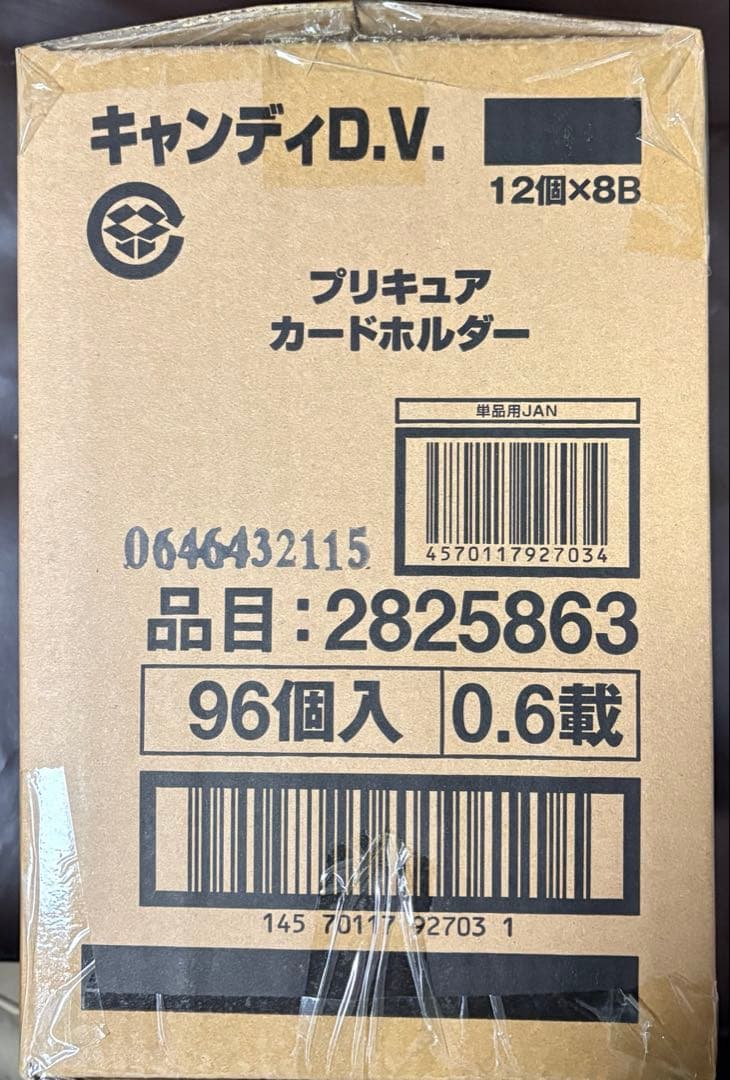 キャンディD.V.
12個×8B
プリキュア
カードホルダー
単品用JAN
4570117927034
0646432115
品目:2825863
96個入 0.6載
145 70117 92703 1